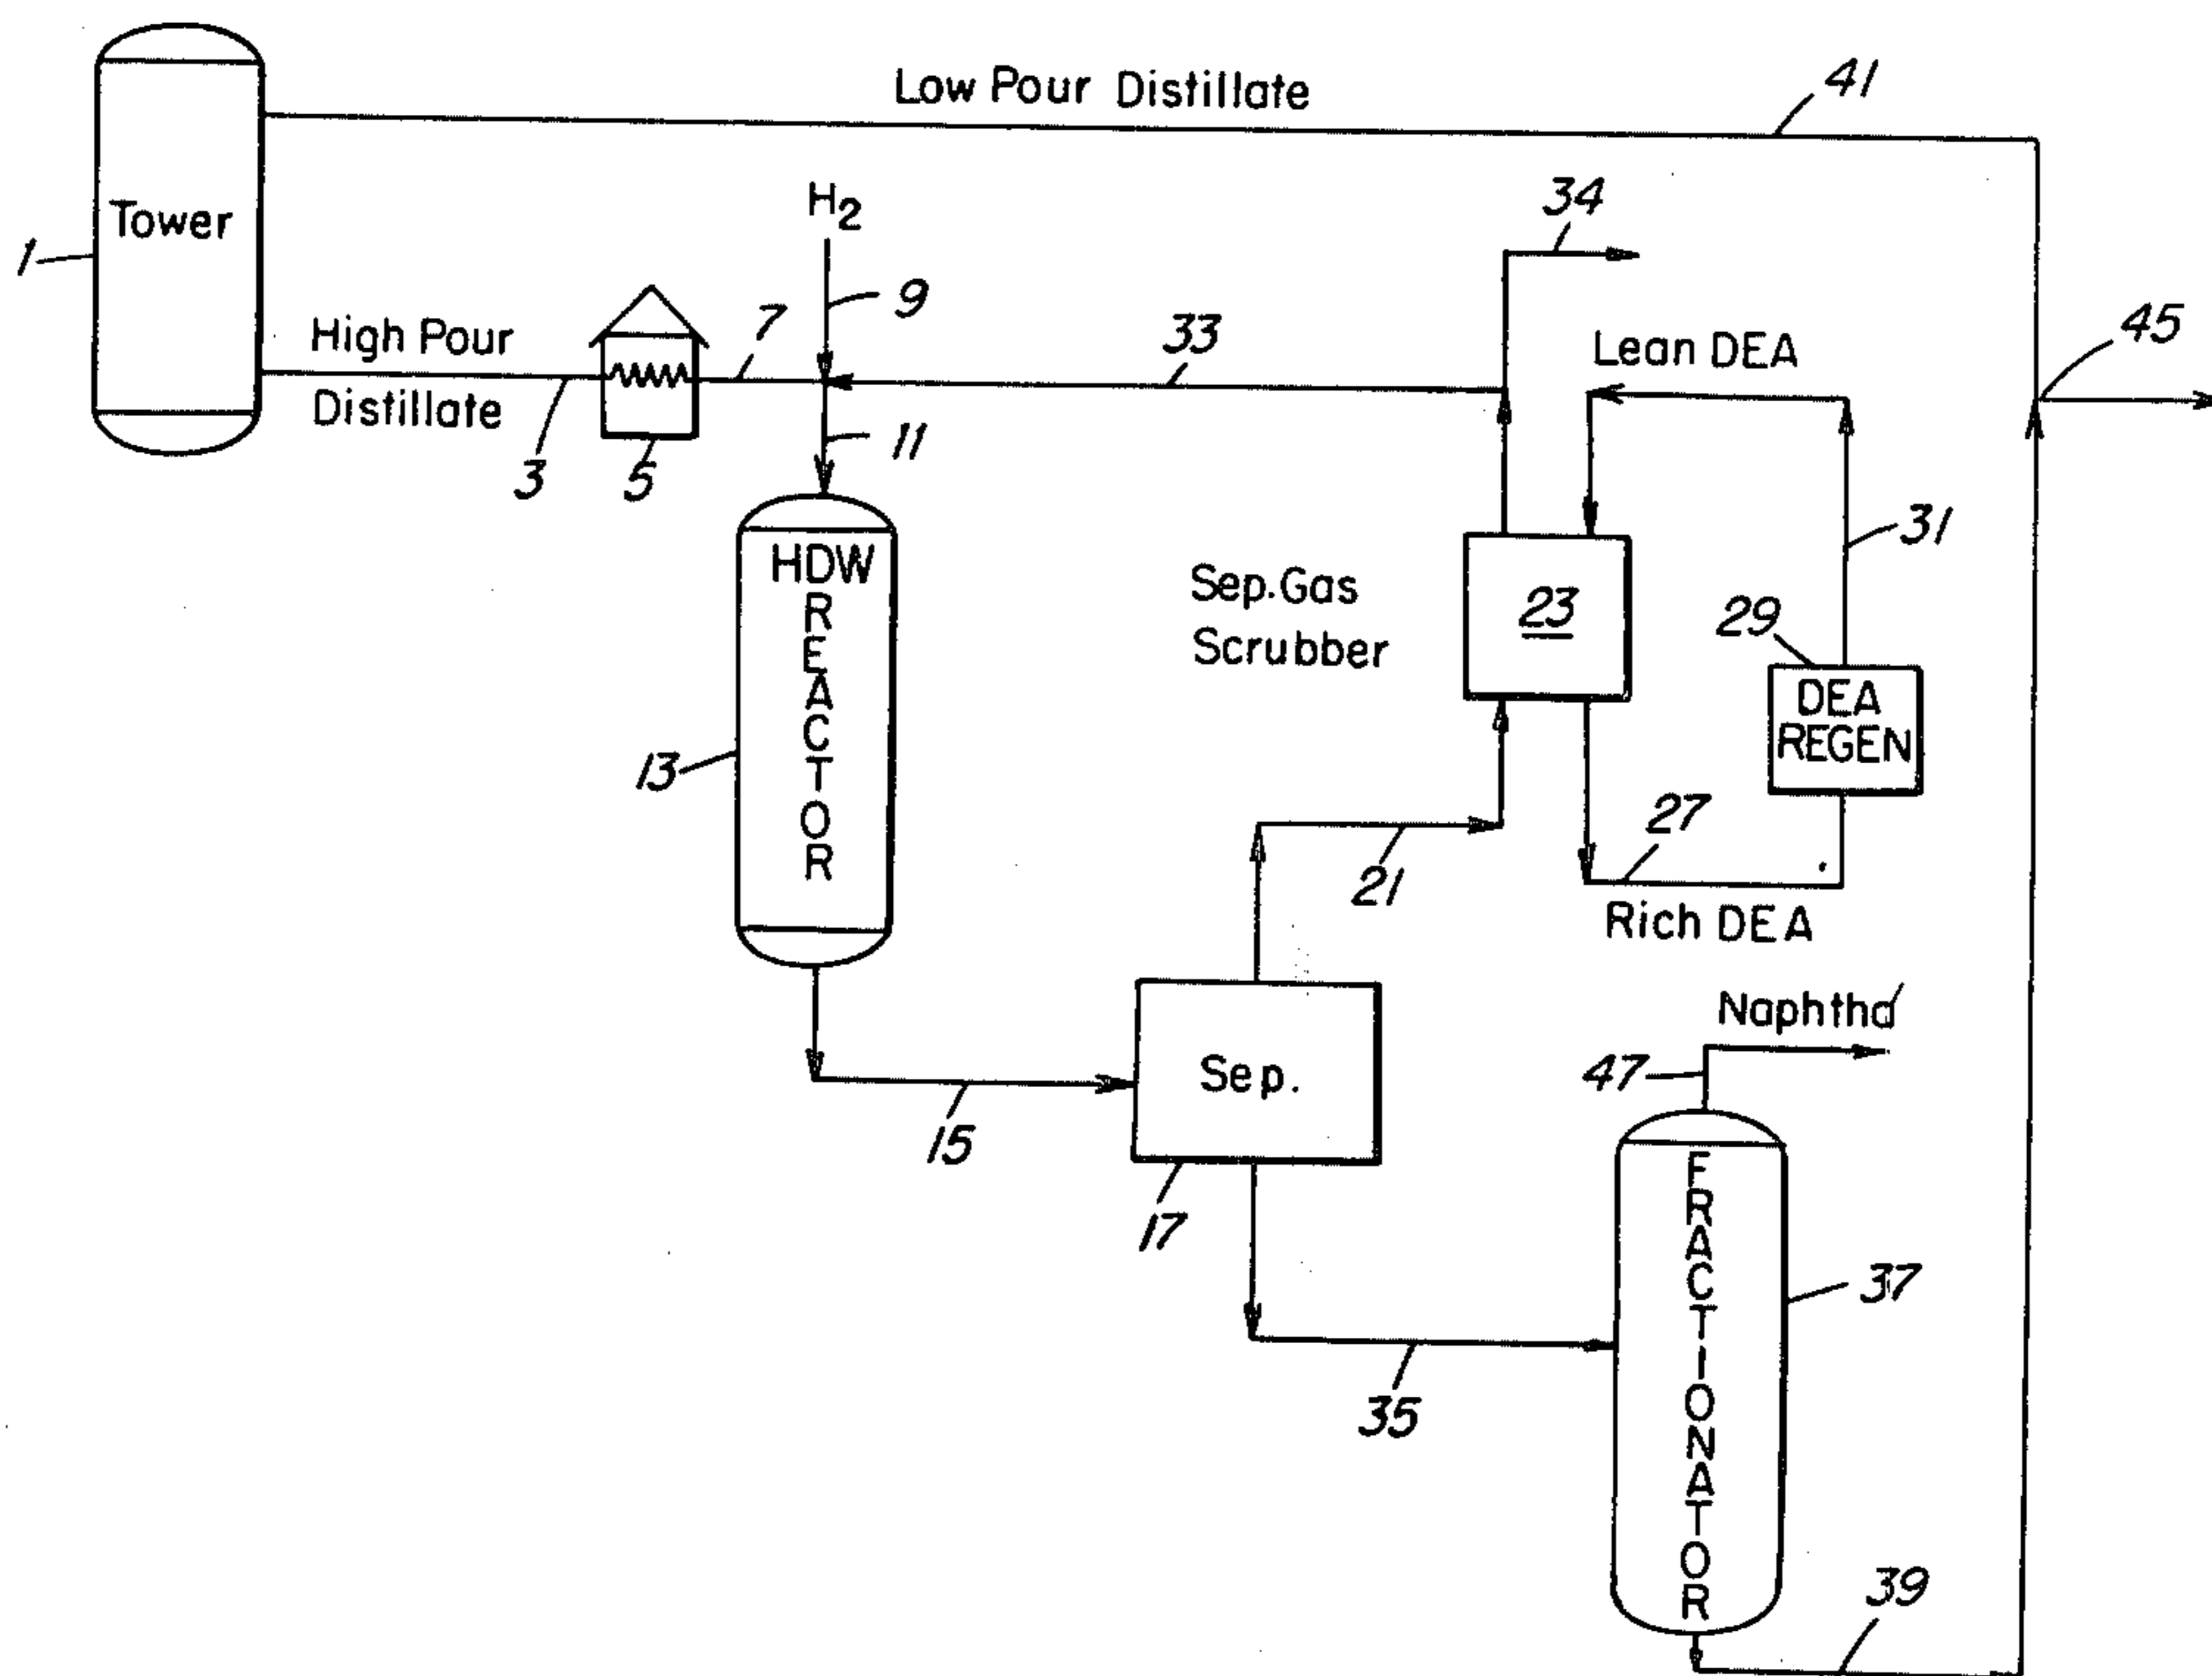 Low Pour Distillate
41
34
H2
Tower
1
9
45
33
7
High Pour
Distillate
Lean DEA
11
3
5
31
HDW
REACTOR
Sep. Gas
Scrubber
23
29
DEA
REGEN
13
27
21
Rich DEA
Naphtha
47
Sep.
15
17
FRACTIONATOR
37
35
39